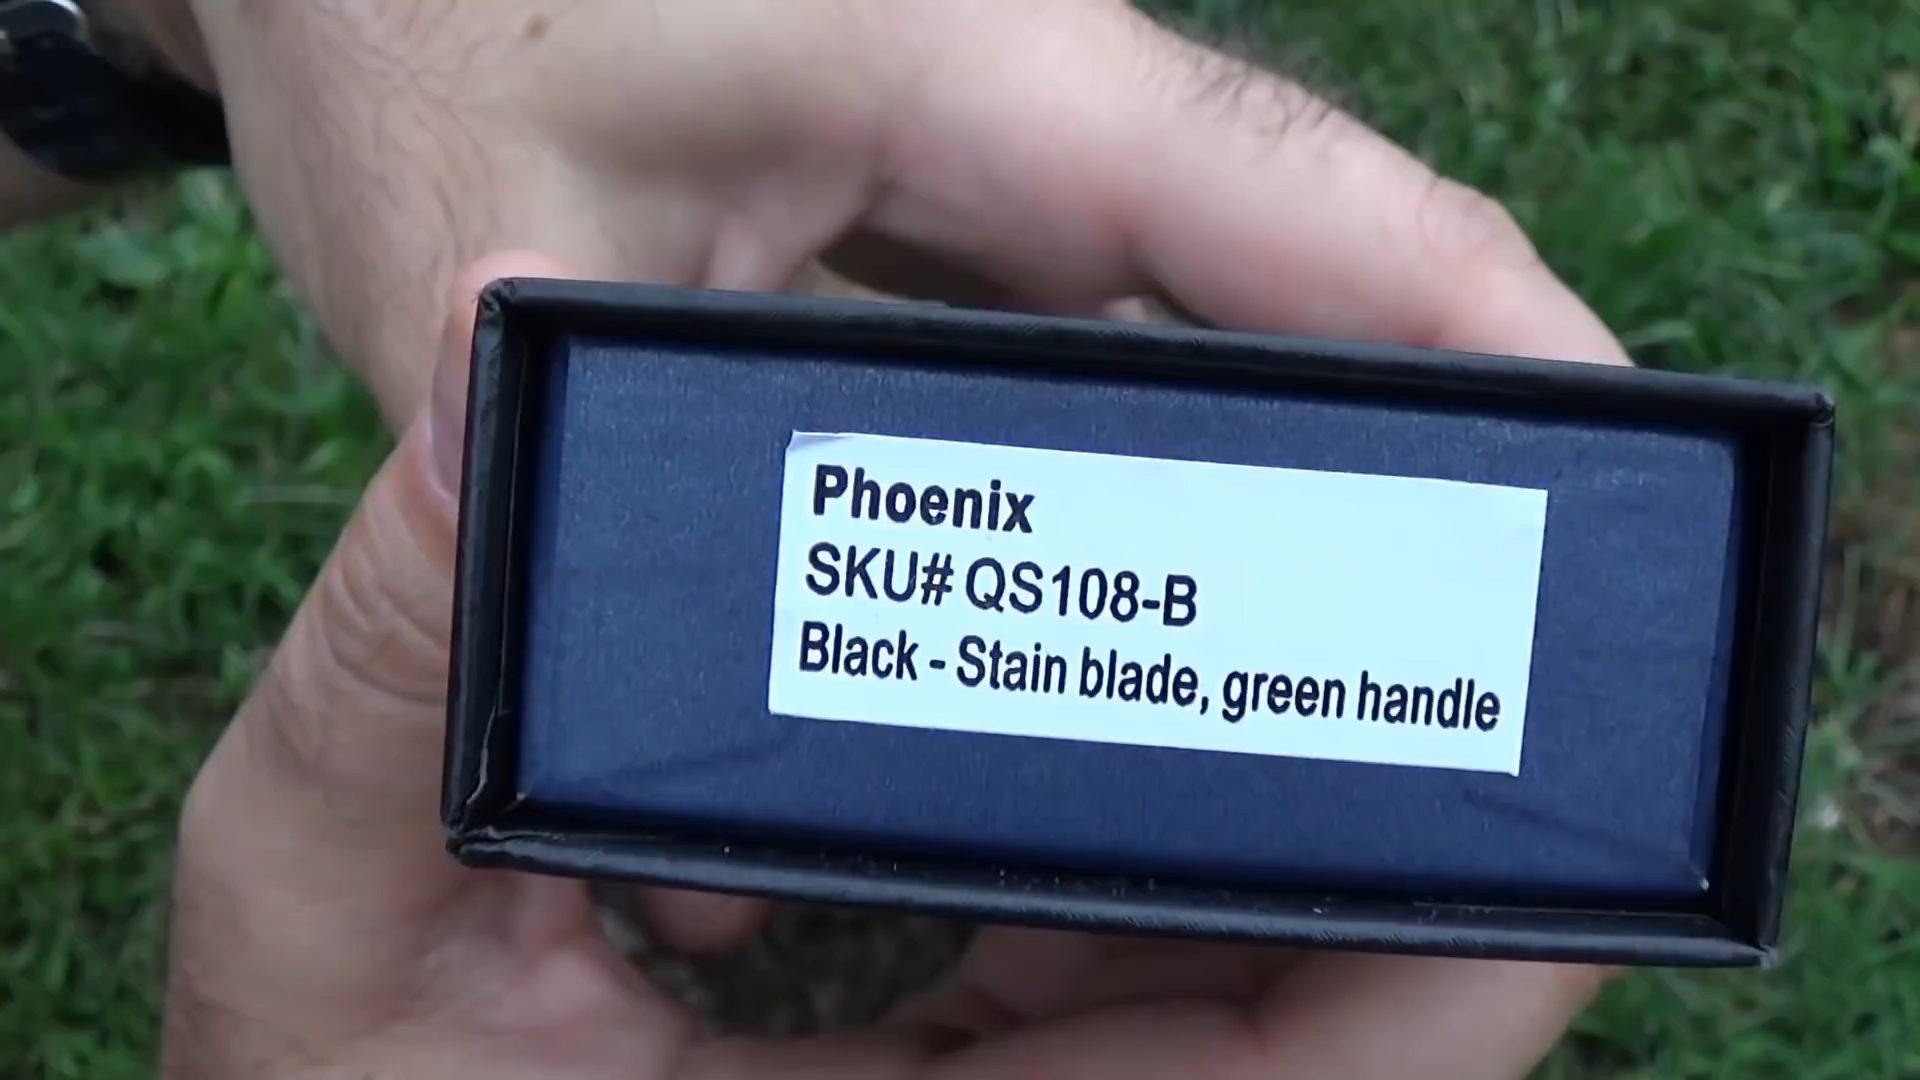 Phoenix
SKU# QS108-B
Black - Stain blade, green handle